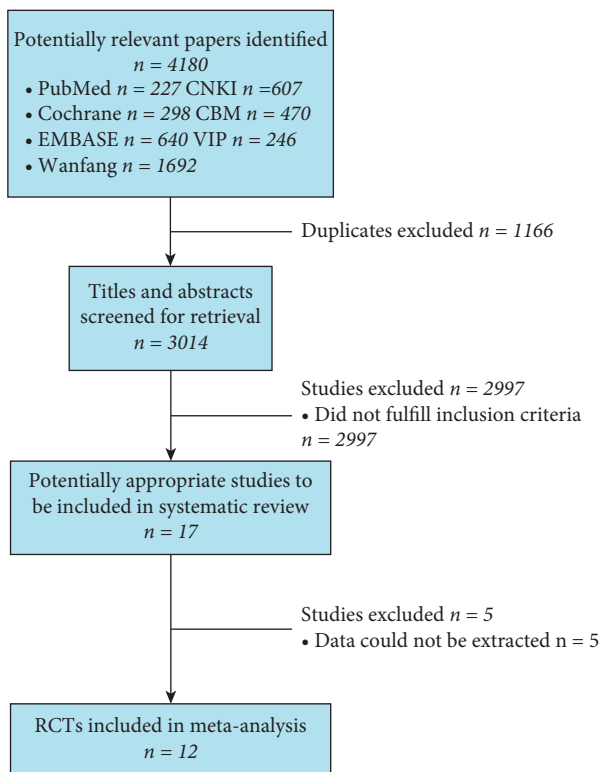 Potentially relevant papers identified
n = 4180
• PubMed n = 227 CNKI n =607
• Cochrane n = 298 CBM n = 470
• EMBASE n = 640 VIP n = 246
• Wanfang n = 1692
Duplicates excluded n = 1166
Titles and abstracts
screened for retrieval
n = 3014
Studies excluded n = 2997
• Did not fulfill inclusion criteria
n = 2997
Potentially appropriate studies to
be included in systematic review
n = 17
Studies excluded n = 5
• Data could not be extracted n = 5
RCTs included in meta-analysis
n = 12